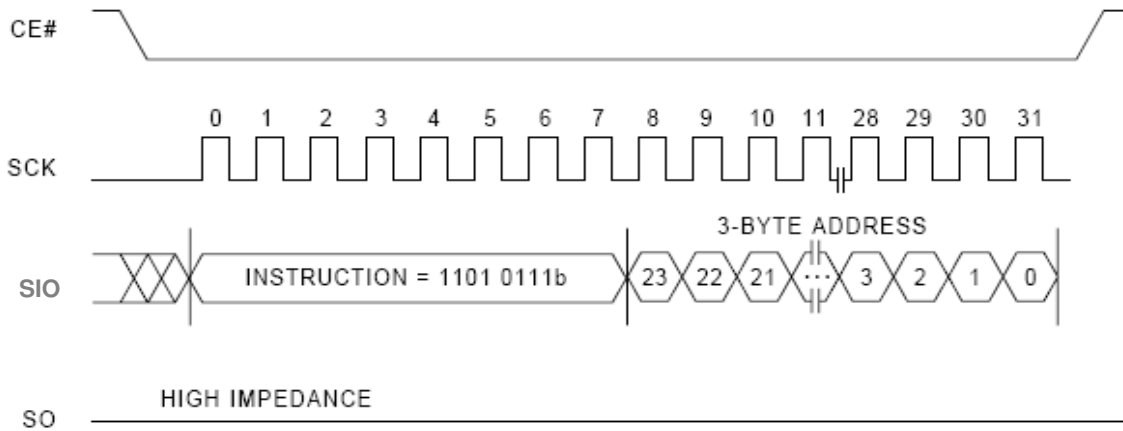 CE#
0 1 2 3 4 5 6 7 8 9 10 11 28 29 30 31
SCK
3-BYTE ADDRESS
SIO INSTRUCTION = 1101 0111b 23 22 21 ... 3 2 1 0
HIGH IMPEDANCE
SO